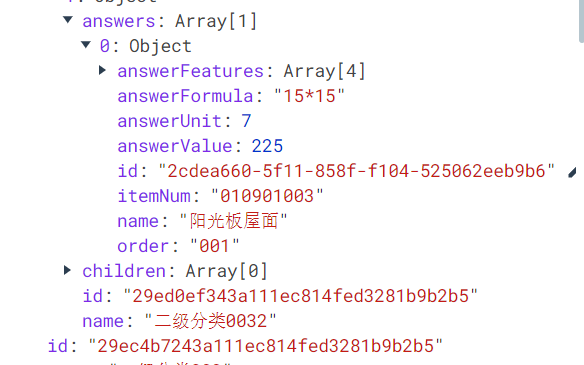 answers: Array[1]
0: Object
answerFeatures: Array[4]
answerFormula: "15*15"
answerUnit: 7
answerValue: 225
id: "2cdea660-5f11-858f-f104-525062eeb9b6"
itemNum: "010901003"
name: "阳光板屋面"
order: "001"
children: Array[0]
id: "29ed0ef343a111ec814fed3281b9b2b5"
name: "二级分类0032"
id: "29ec4b7243a111ec814fed3281b9b2b5"